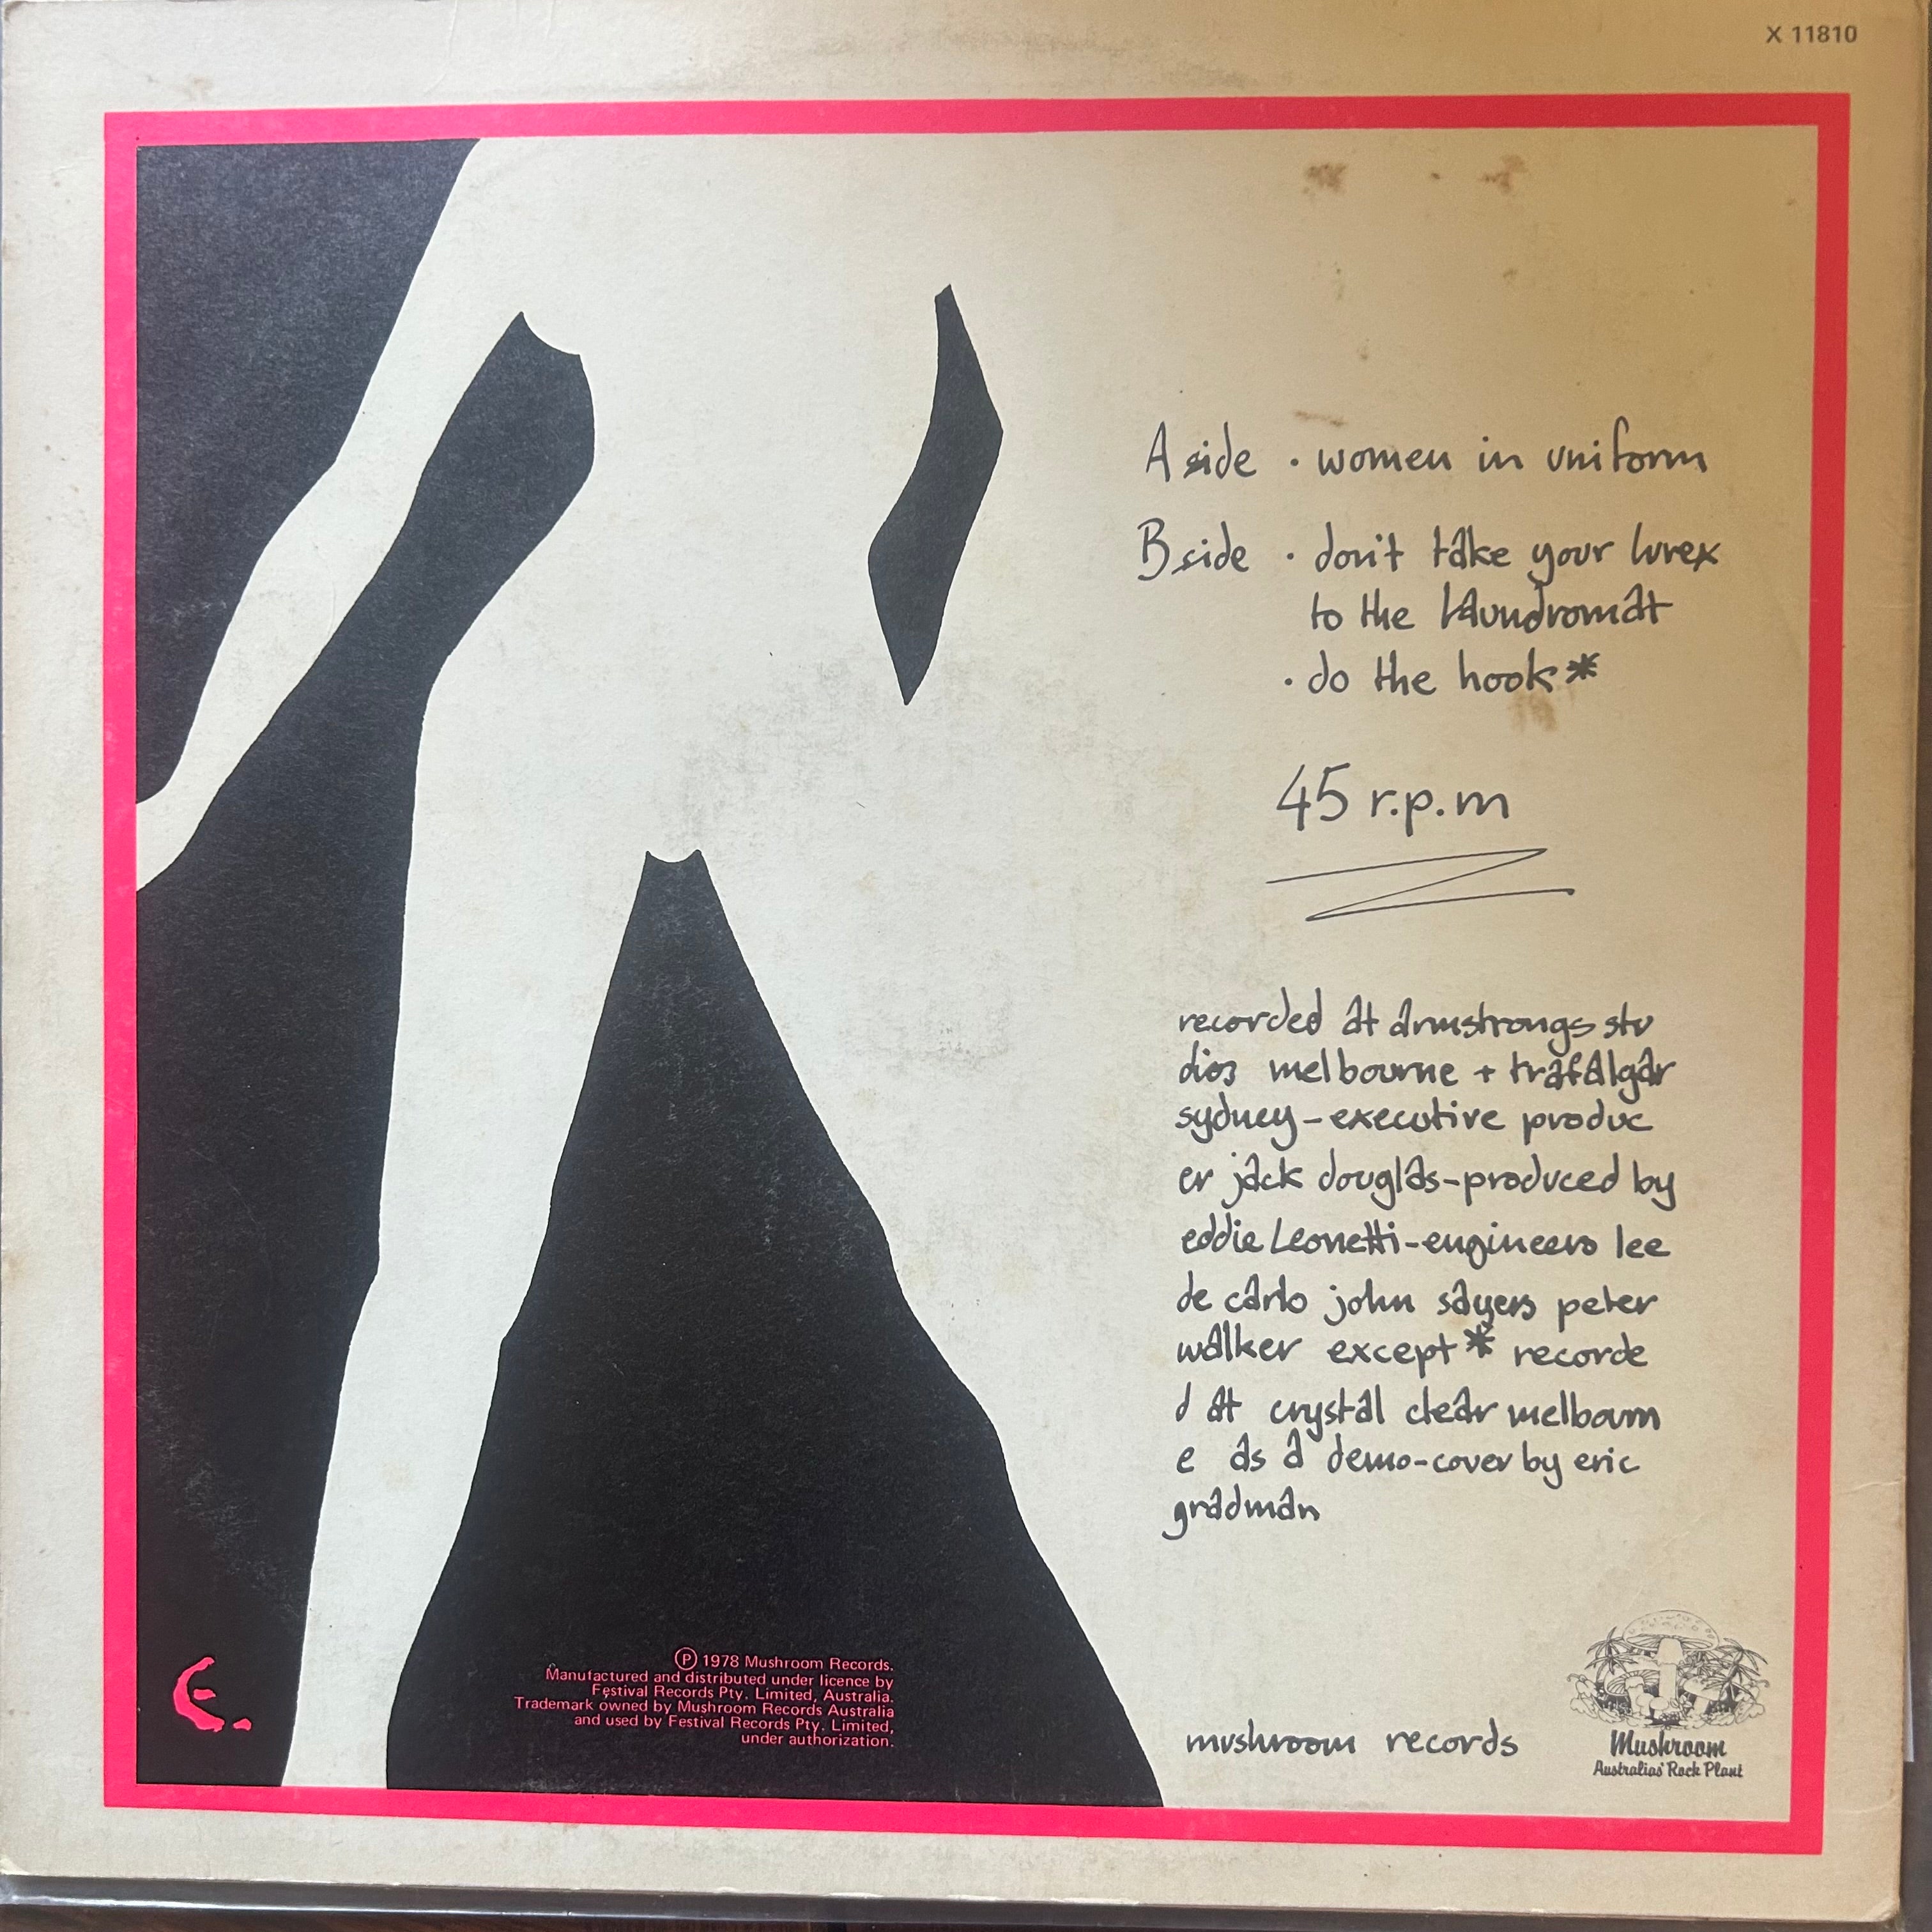 X 11810
A side · women in uniform
B side · don't take your lurex
to the laundromat
· do the hook*
45 r.p.m
recorded at armstrongs stu
dios melbourne + trafalgar
sydney - executive produc
er jack douglas - produced by
eddie Leonetti - engineers lee
de carlo john sayers peter
walker except * recorde
d at crystal clear melbourn
e as a demo - cover by eric
gradman
E.
Ⓟ 1978 Mushroom Records.
Manufactured and distributed under licence by
Festival Records Pty. Limited, Australia.
Trademark owned by Mushroom Records Australia
and used by Festival Records Pty. Limited,
under authorization.
mushroom records
Mushroom
Australias' Rock Plant